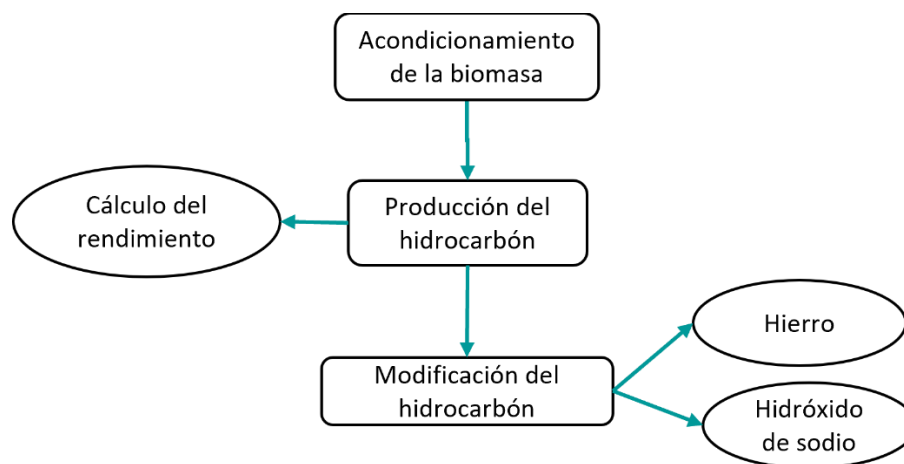 Acondicionamiento
de la biomasa
Cálculo del
rendimiento
Producción del
hidrocarbón
Hierro
Modificación del
hidrocarbón
Hidróxido
de sodio